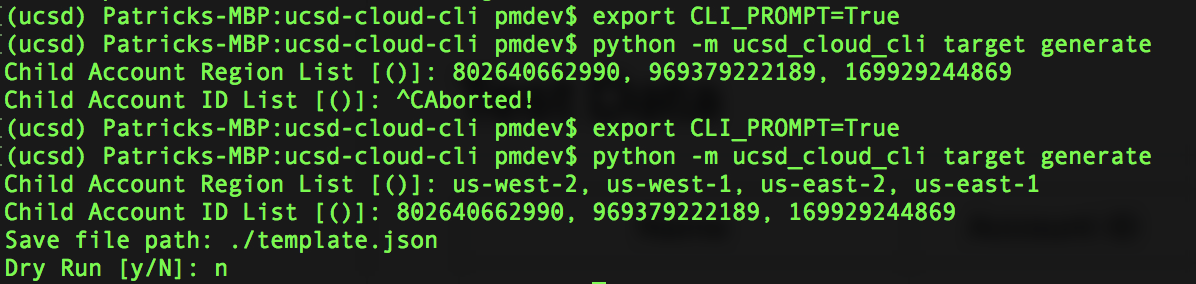 (ucsd) Patricks-MBP:ucsd-cloud-cli pmdev$ export CLI_PROMPT=True
(ucsd) Patricks-MBP:ucsd-cloud-cli pmdev$ python -m ucsd_cloud_cli target generate
Child Account Region List [()]: 802640662990, 969379222189, 169929244869
Child Account ID List [()]: ^CAborted!
(ucsd) Patricks-MBP:ucsd-cloud-cli pmdev$ export CLI_PROMPT=True
(ucsd) Patricks-MBP:ucsd-cloud-cli pmdev$ python -m ucsd_cloud_cli target generate
Child Account Region List [()]: us-west-2, us-west-1, us-east-2, us-east-1
Child Account ID List [()]: 802640662990, 969379222189, 169929244869
Save file path: ./template.json
Dry Run [y/N]: n